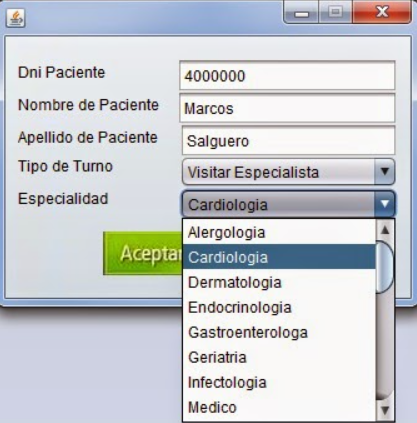 Dni Paciente 4000000
Nombre de Paciente Marcos
Apellido de Paciente Salguero
Tipo de Turno Visitar Especialista
Especialidad Cardiologia
Alergologia
Cardiologia
Dermatologia
Endocrinologia
Gastroenterologa
Geriatria
Infectologia
Medico